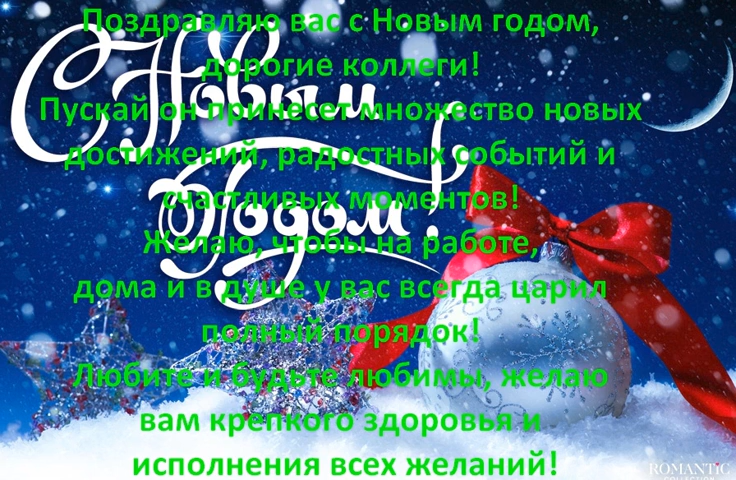 Поздравляю вас с Новым годом,
дорогие коллеги!
Пускай он принесет множество новых
достижений, радостных событий и
счастливых моментов!
Желаю, чтобы на работе,
дома и в душе у вас всегда царил
полный порядок!
Любите и будьте любимы, желаю
вам крепкого здоровья и
исполнения всех желаний!
С Новым
Годом!
ROMANTIC
COLLECTION